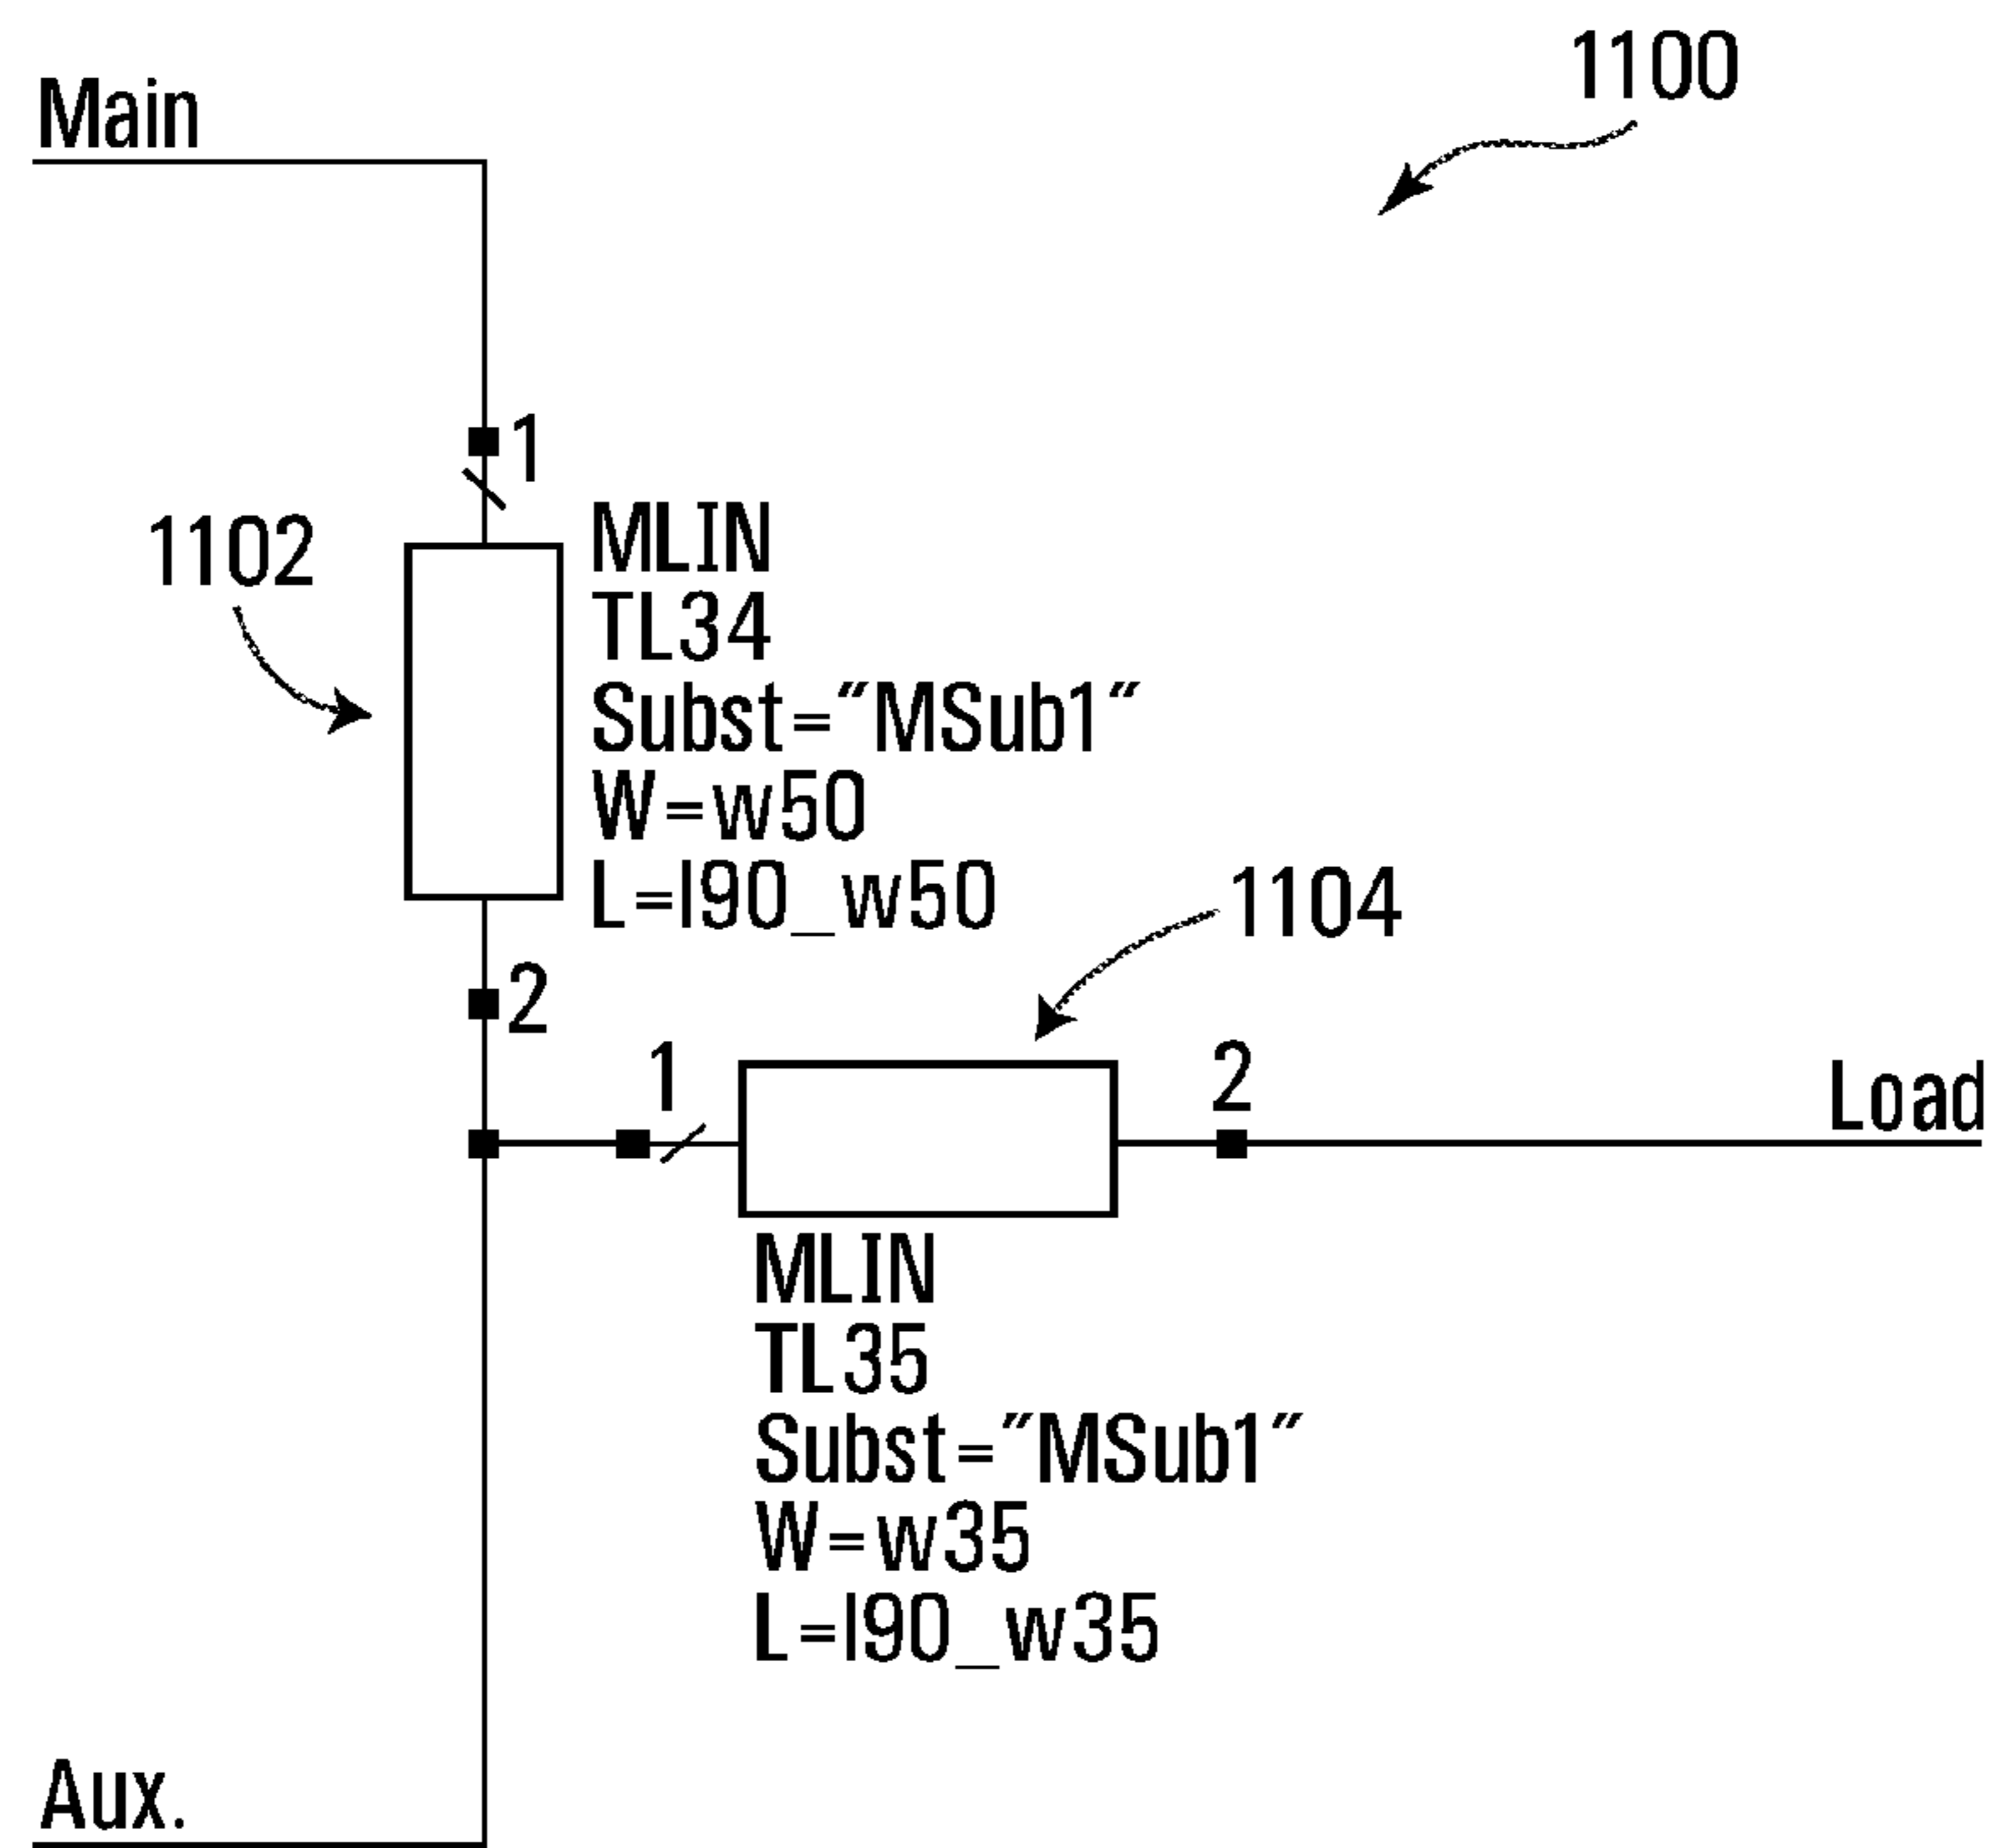 1100
Main
1
1102
MLIN
TL34
Subst="MSub1"
W=w50
L=l90_w50
1104
2
1
2
Load
MLIN
TL35
Subst="MSub1"
W=w35
L=l90_w35
Aux.